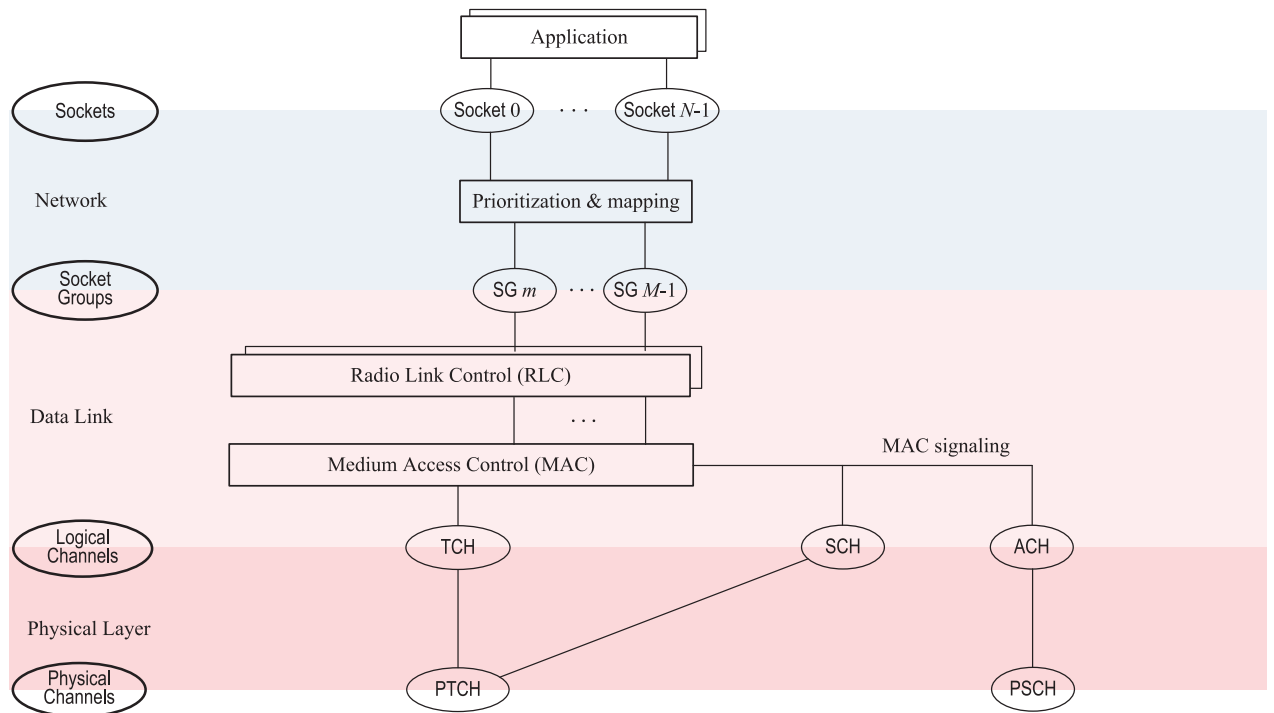 Application
Sockets
Socket 0
· · ·
Socket N-1
Network
Prioritization & mapping
Socket
Groups
SG m
· · ·
SG M-1
Radio Link Control (RLC)
Data Link
· · ·
MAC signaling
Medium Access Control (MAC)
Logical
Channels
TCH
SCH
ACH
Physical Layer
Physical
Channels
PTCH
PSCH